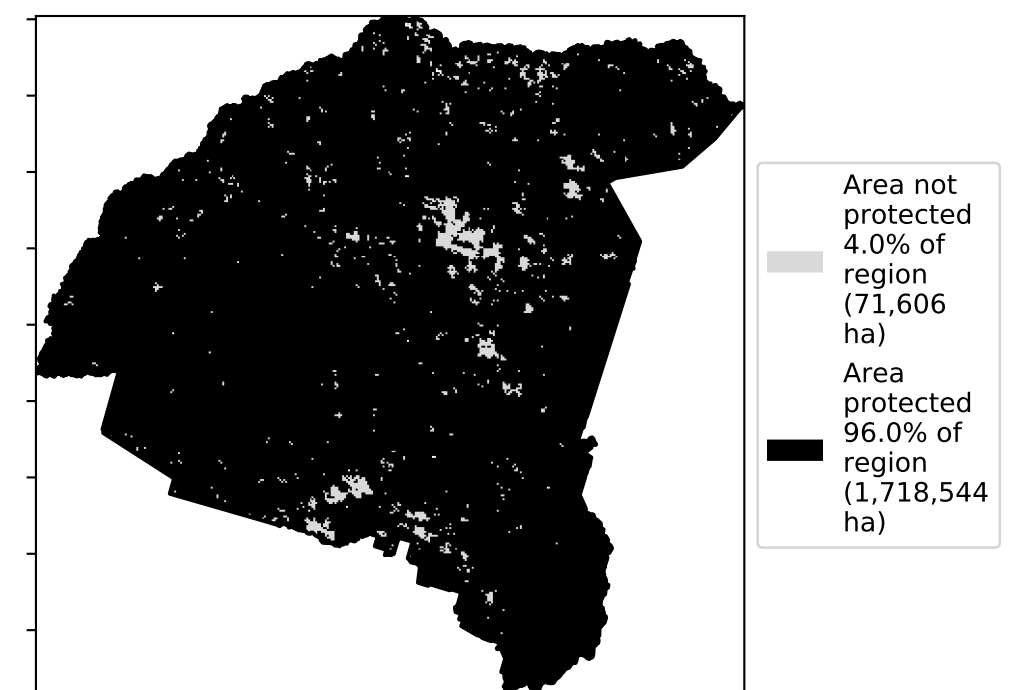 Area not
protected
4.0% of
region
(71,606
ha)
Area
protected
96.0% of
region
(1,718,544
ha)